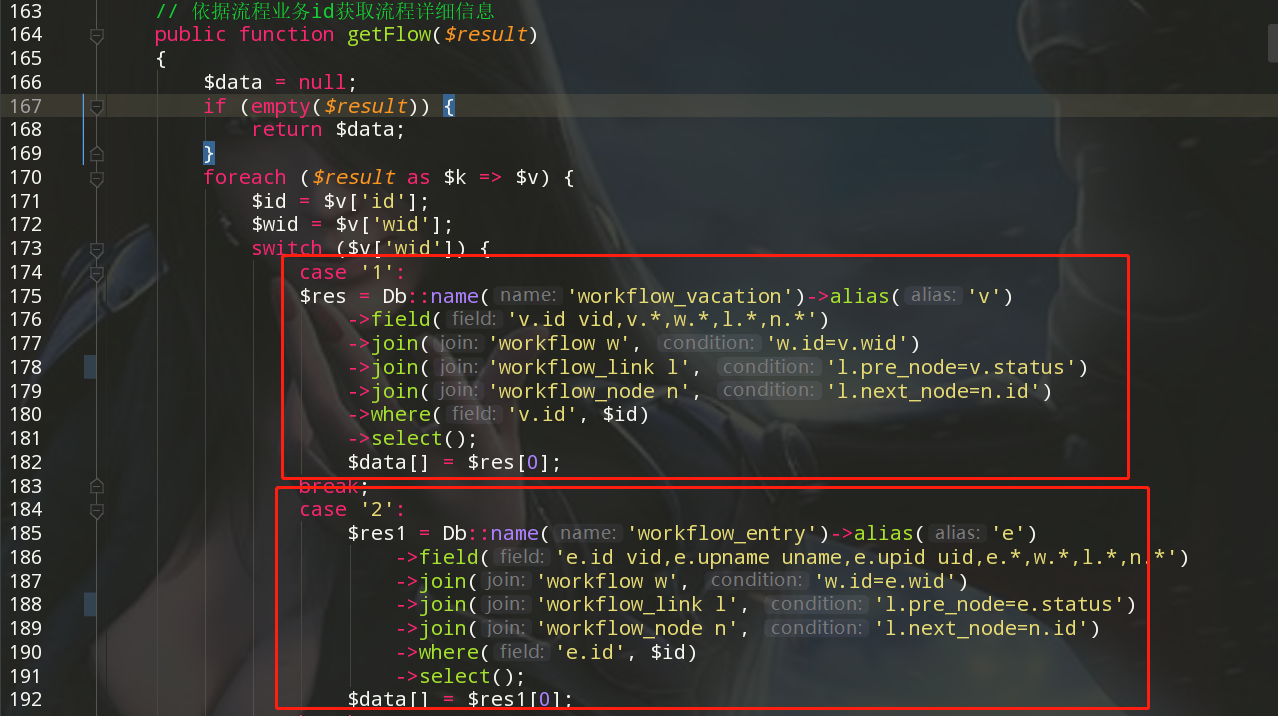 163 // 依据流程业务id获取流程详细信息
164 public function getFlow($result)
165 {
166 $data = null;
167 if (empty($result)) {
168 return $data;
169 }
170 foreach ($result as $k => $v) {
171 $id = $v['id'];
172 $wid = $v['wid'];
173 switch ($v['wid']) {
174 case '1':
175 $res = Db::name( name: 'workflow_vacation')->alias( alias: 'v')
176 ->field( field: 'v.id vid,v.*,w.*,l.*,n.*')
177 ->join( join: 'workflow w', condition: 'w.id=v.wid')
178 ->join( join: 'workflow_link l', condition: 'l.pre_node=v.status')
179 ->join( join: 'workflow_node n', condition: 'l.next_node=n.id')
180 ->where( field: 'v.id', $id)
181 ->select();
182 $data[] = $res[0];
183 break;
184 case '2':
185 $res1 = Db::name( name: 'workflow_entry')->alias( alias: 'e')
186 ->field( field: 'e.id vid,e.upname uname,e.upid uid,e.*,w.*,l.*,n.*')
187 ->join( join: 'workflow w', condition: 'w.id=e.wid')
188 ->join( join: 'workflow_link l', condition: 'l.pre_node=e.status')
189 ->join( join: 'workflow_node n', condition: 'l.next_node=n.id')
190 ->where( field: 'e.id', $id)
191 ->select();
192 $data[] = $res1[0];